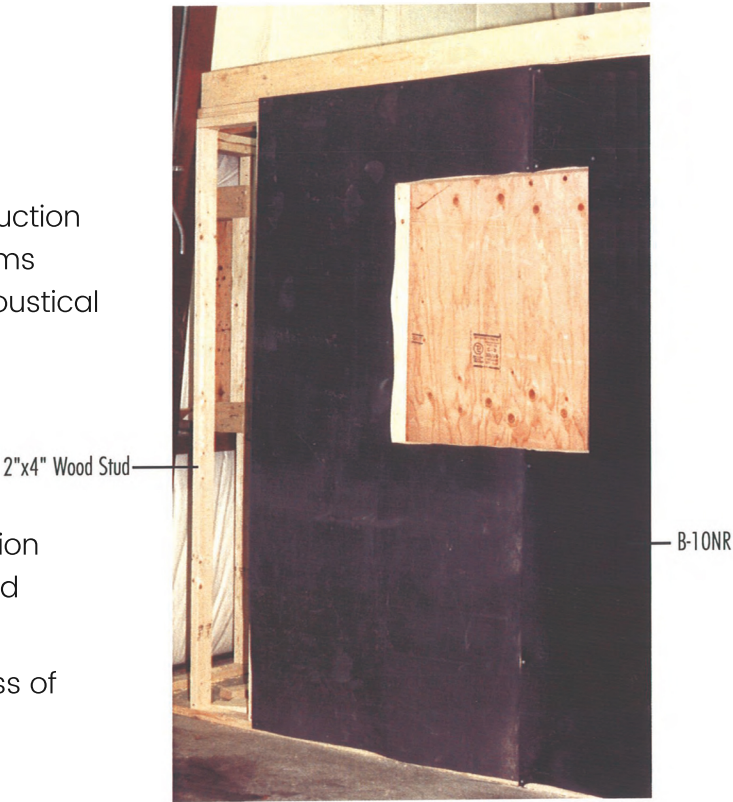 uction
ms
oustical
2"x4" Wood Stud
ion
d
B-10NR
ss of